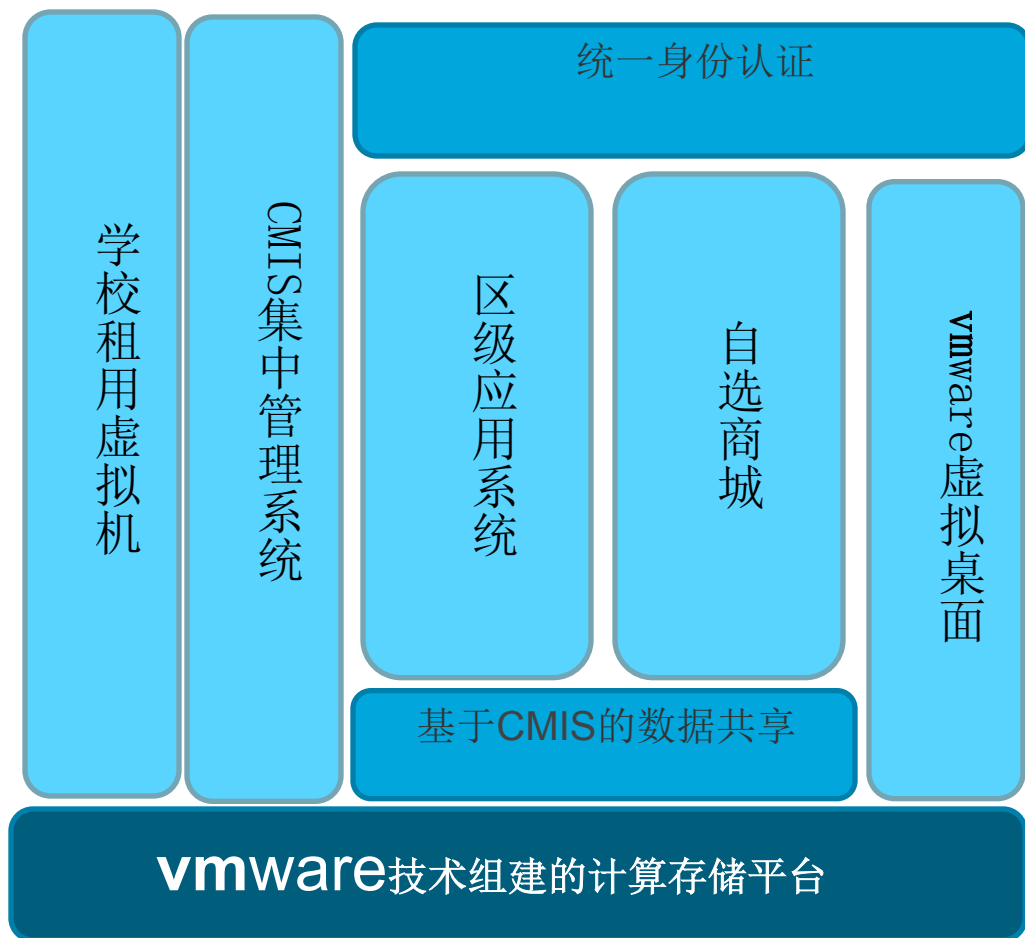 统一身份认证
学校租用虚拟机
CMIS集中管理系统
区级应用系统
自选商城
vmware虚拟桌面
基于CMIS的数据共享
vmware技术组建的计算存储平台